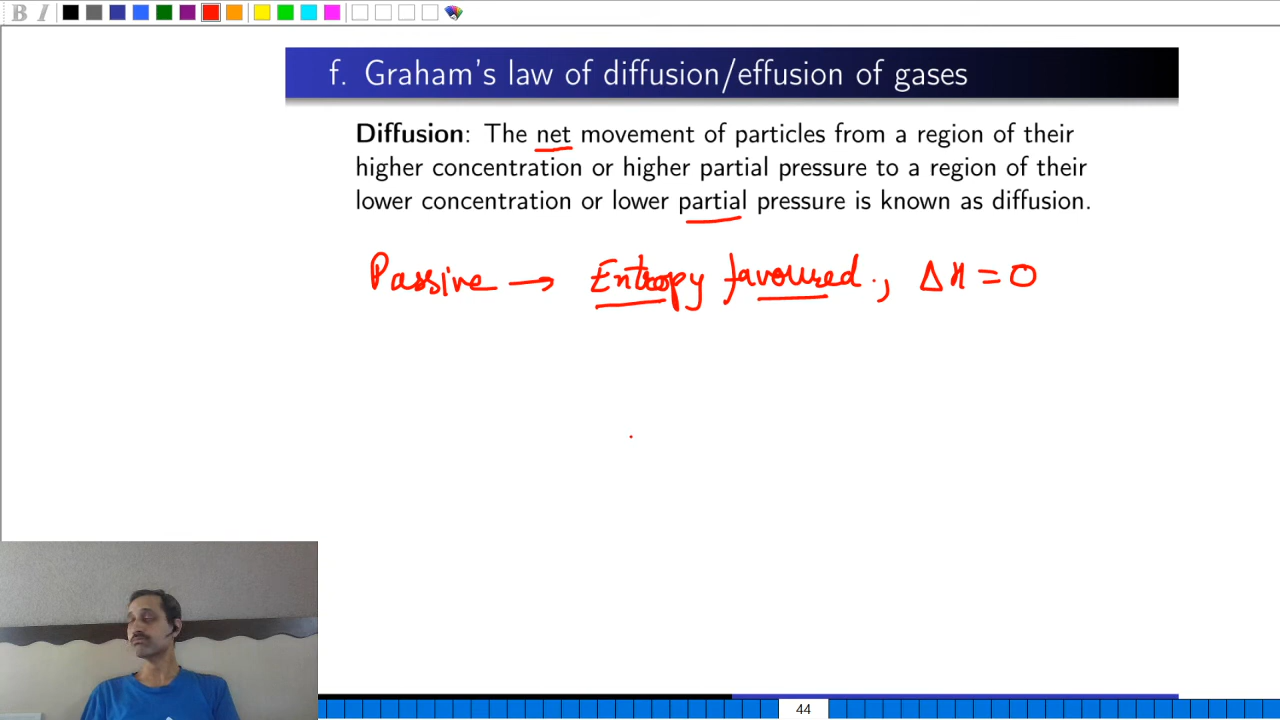 B I
f. Graham's law of diffusion/effusion of gases
Diffusion: The net movement of particles from a region of their
higher concentration or higher partial pressure to a region of their
lower concentration or lower partial pressure is known as diffusion.
Passive → Entropy favoured., ΔH = 0
44